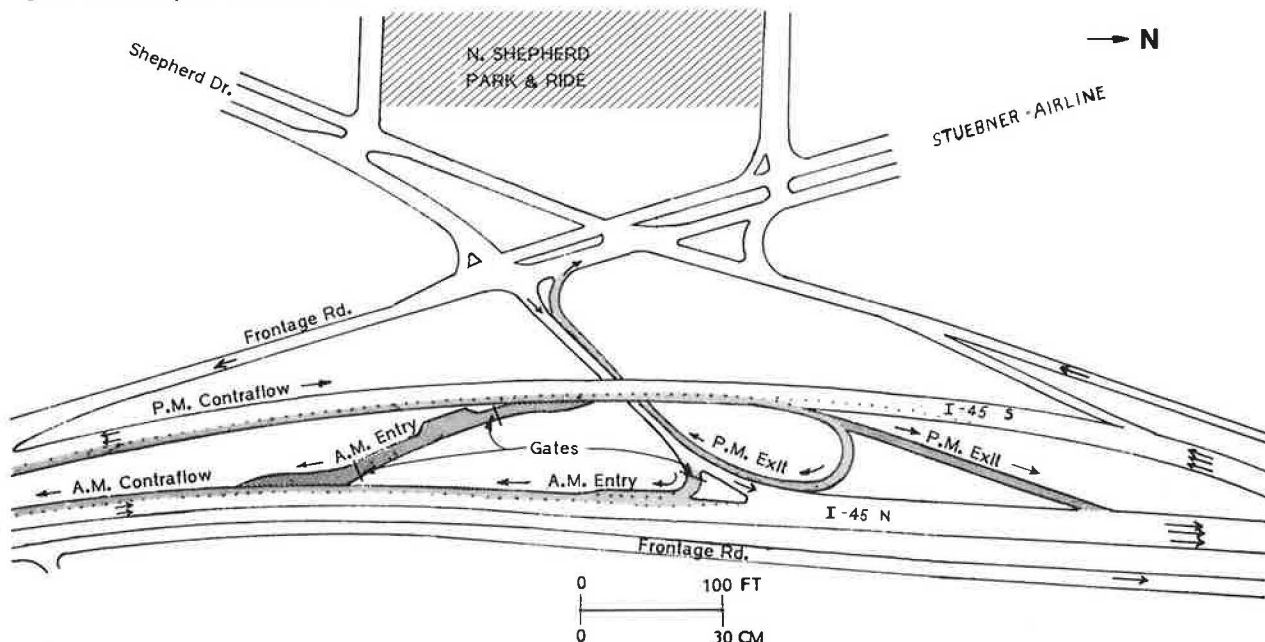 N. SHEPHERD
PARK & RIDE
N
Shepherd Dr.
STUEBNER - AIRLINE
Frontage Rd.
P.M. Contraflow
I-45 S
A.M. Entry
P.M. Exit
Gates
P.M. Exit
A.M. Contraflow
A.M. Entry
I-45 N
Frontage Rd.
0 100 FT
0 30 CM